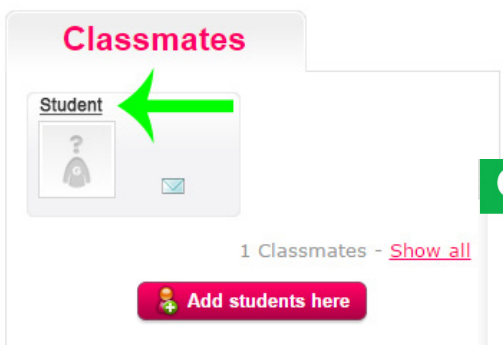 Classmates
Student
?
1 Classmates - Show all
Add students here